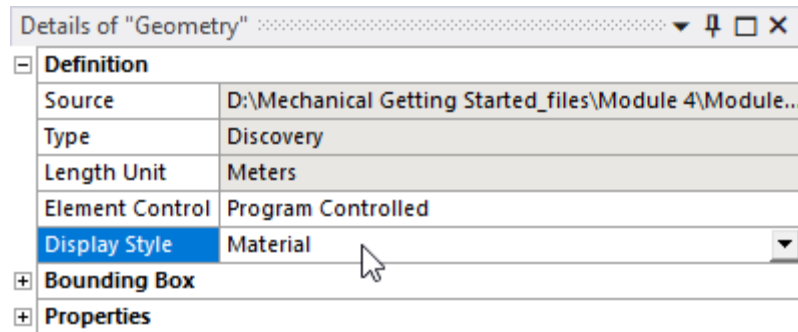 Details of "Geometry"
Definition
Source D:\Mechanical Getting Started_files\Module 4\Module...
Type Discovery
Length Unit Meters
Element Control Program Controlled
Display Style Material
Bounding Box
Properties